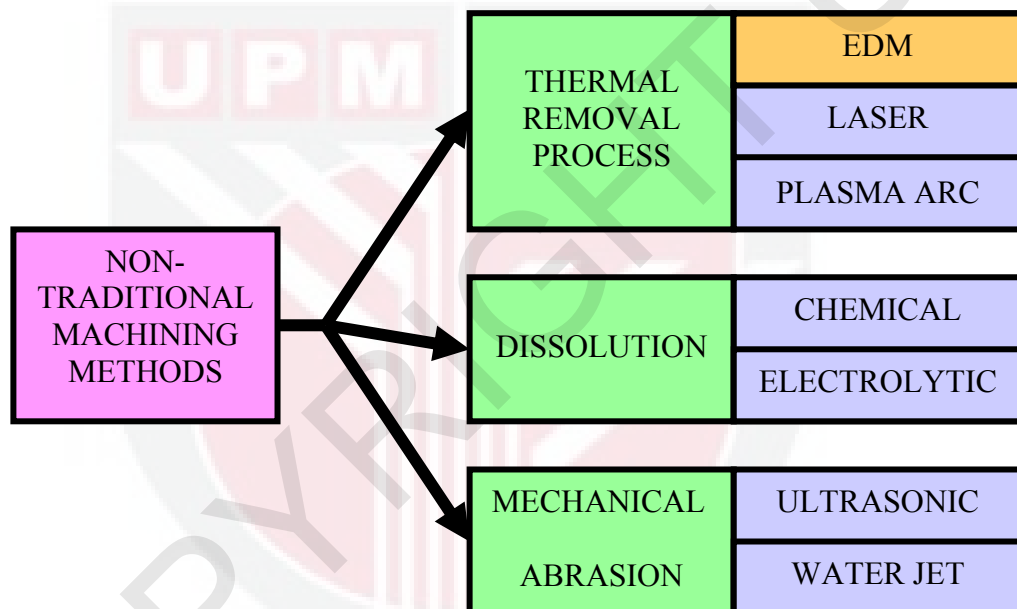 UPM
THERMAL
REMOVAL
PROCESS
EDM
LASER
PLASMA ARC
NON-
TRADITIONAL
MACHINING
METHODS
DISSOLUTION
CHEMICAL
ELECTROLYTIC
MECHANICAL
ABRASION
ULTRASONIC
WATER JET
PYRIGHT